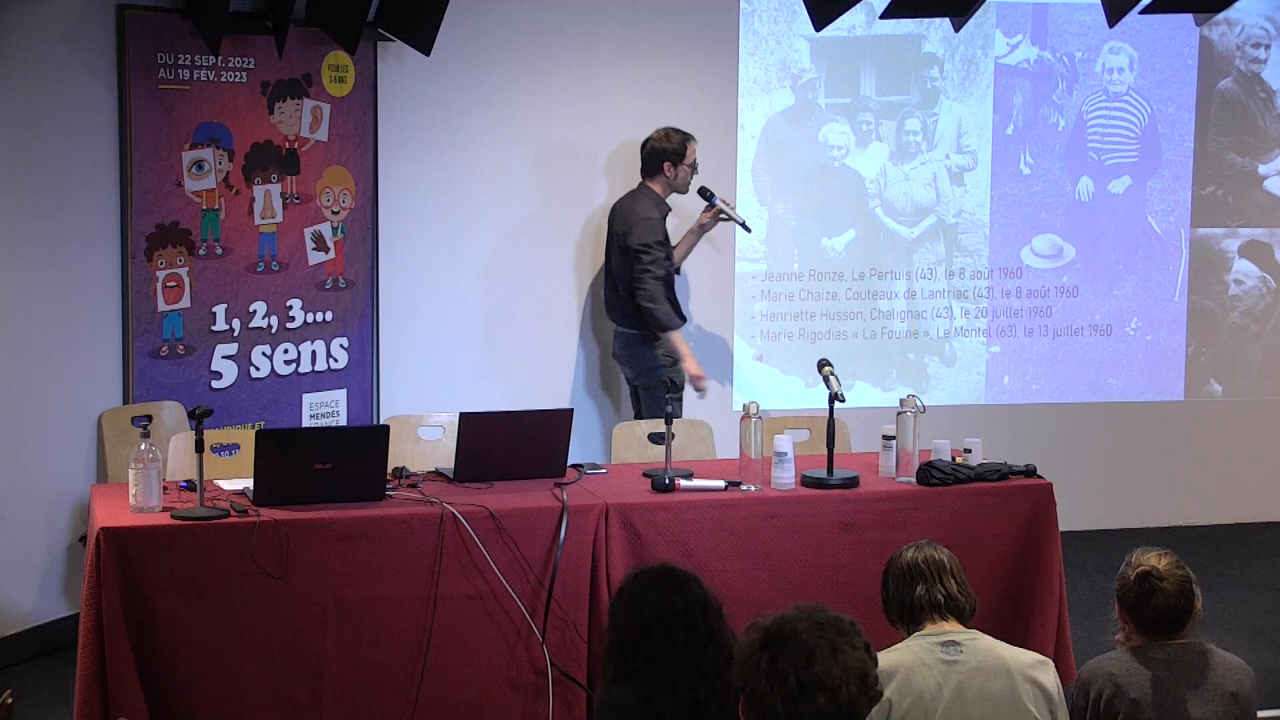 DU 22 SEPT. 2022
AU 19 FÉV. 2023
POUR LES
3-6 ANS
1, 2, 3...
5 sens
ESPACE
MENDÈS
FRANCE
LUDIQUE ET
- Jeanne Ronze, Le Pertuis (43), le 8 août 1960
- Marie Chaize, Couteaux de Lantriac (43), le 8 août 1960
- Henriette Husson, Chalignac (43), le 20 juillet 1960
- Marie Rigodias « La Fouine », Le Montel (63), le 13 juillet 1960
ASUS